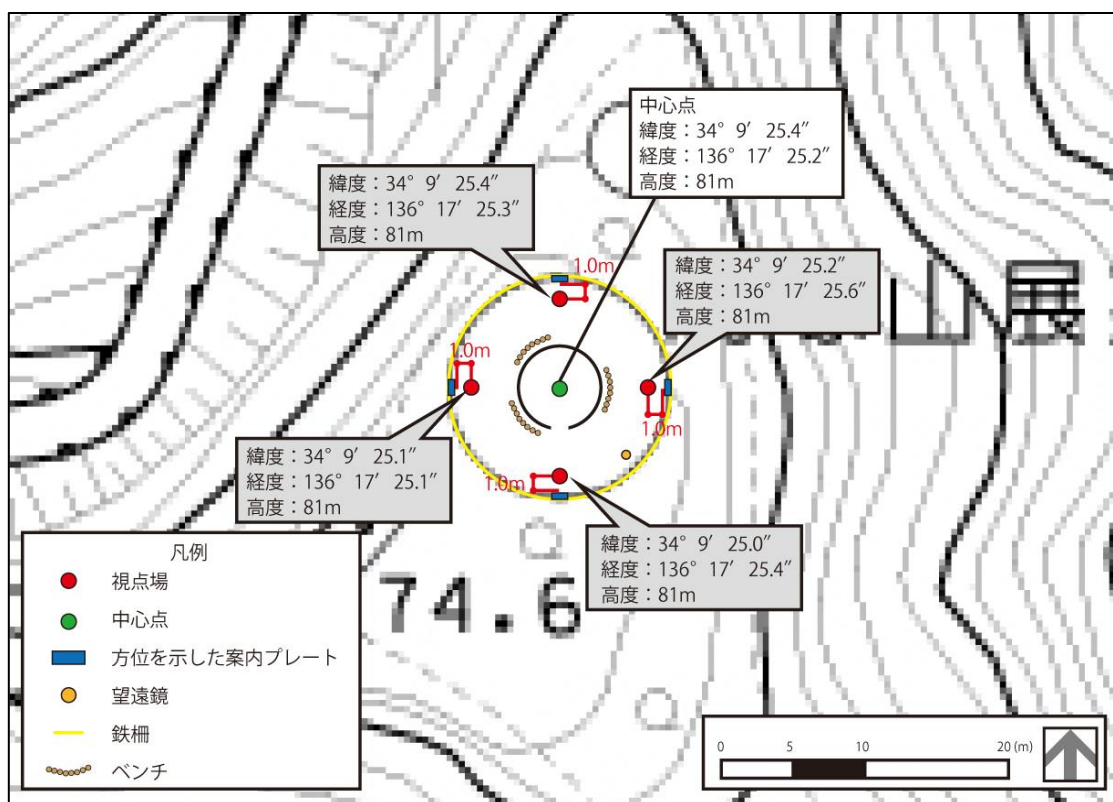 中心点
緯度：34° 9′ 25.4″
経度：136° 17′ 25.2″
高度：81m
緯度：34° 9′ 25.4″
経度：136° 17′ 25.3″
高度：81m
1.0m
緯度：34° 9′ 25.2″
経度：136° 17′ 25.6″
高度：81m
1.0m
1.0m
緯度：34° 9′ 25.1″
経度：136° 17′ 25.1″
高度：81m
1.0m
緯度：34° 9′ 25.0″
経度：136° 17′ 25.4″
高度：81m
74.6
凡例
視点場
中心点
方位を示した案内プレート
望遠鏡
鉄柵
ベンチ
0 5 10 20 (m)